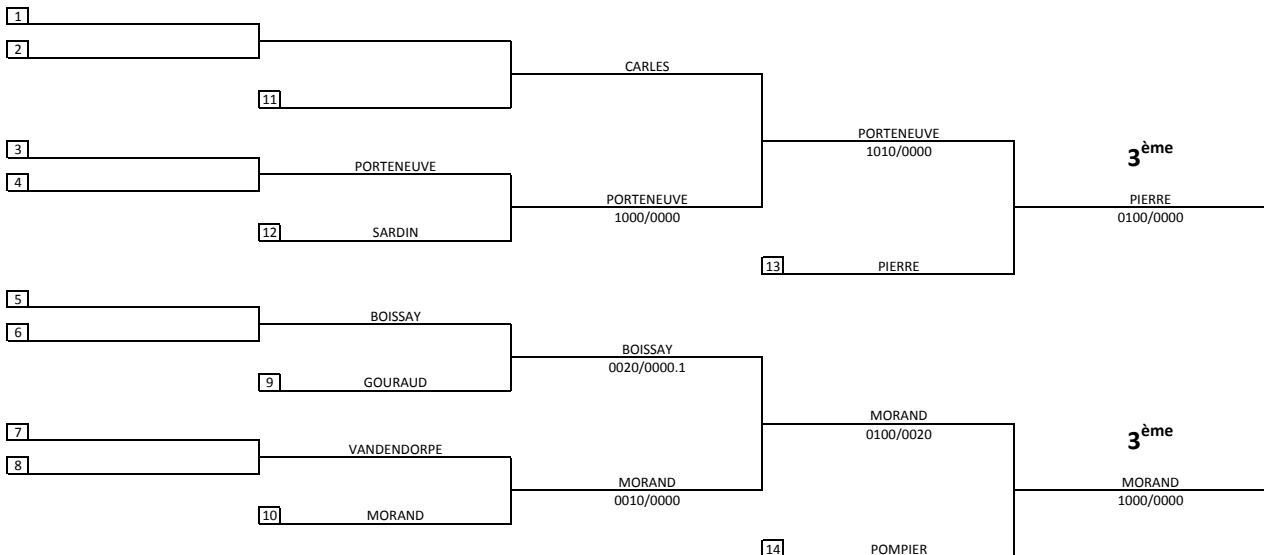 1
2
CARLES
11
PORTENEUVE
1010/0000
3ème
3
4
PORTENEUVE
PORTENEUVE
1000/0000
PIERRE
0100/0000
12
SARDIN
13
PIERRE
5
6
BOISSAY
BOISSAY
0020/0000.1
9
GOURAUD
MORAND
0100/0020
3ème
7
8
VANDENDORPE
MORAND
0010/0000
MORAND
1000/0000
10
MORAND
14
POMPIER